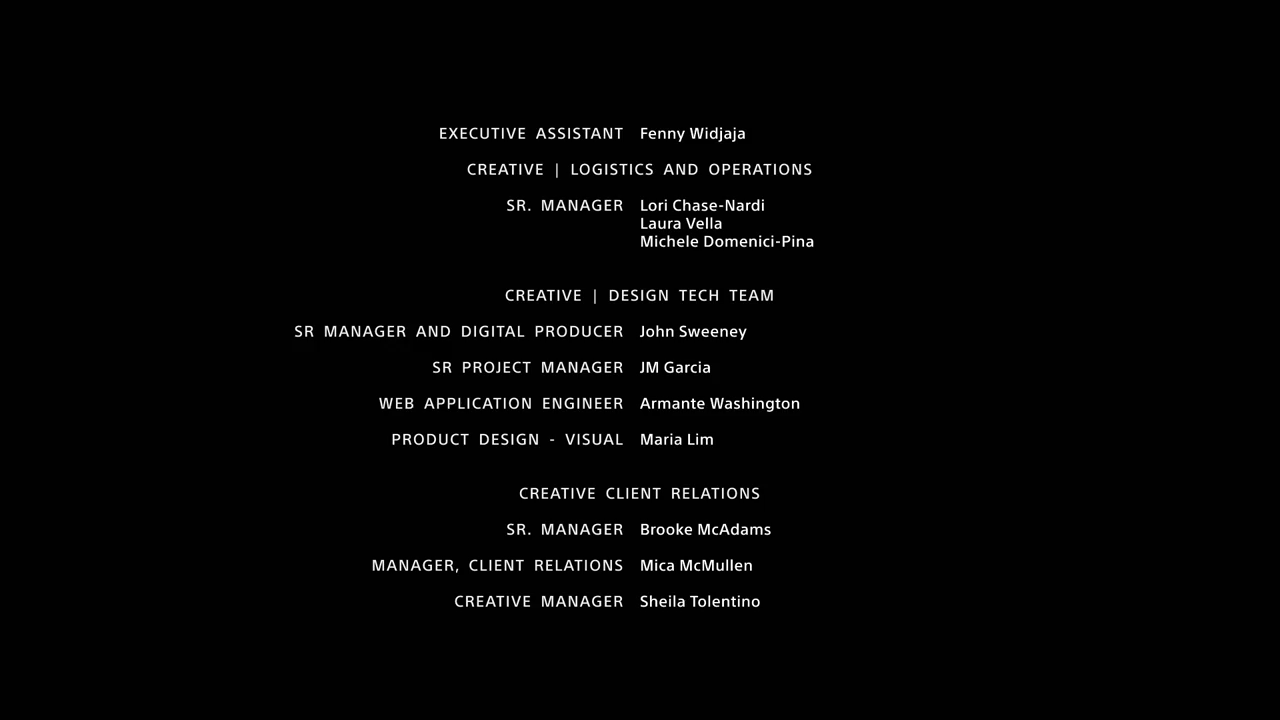 EXECUTIVE ASSISTANT Fenny Widjaja
CREATIVE | LOGISTICS AND OPERATIONS
SR. MANAGER Lori Chase-Nardi
Laura Vella
Michele Domenici-Pina
CREATIVE | DESIGN TECH TEAM
SR MANAGER AND DIGITAL PRODUCER John Sweeney
SR PROJECT MANAGER JM Garcia
WEB APPLICATION ENGINEER Armante Washington
PRODUCT DESIGN - VISUAL Maria Lim
CREATIVE CLIENT RELATIONS
SR. MANAGER Brooke McAdams
MANAGER, CLIENT RELATIONS Mica McMullen
CREATIVE MANAGER Sheila Tolentino